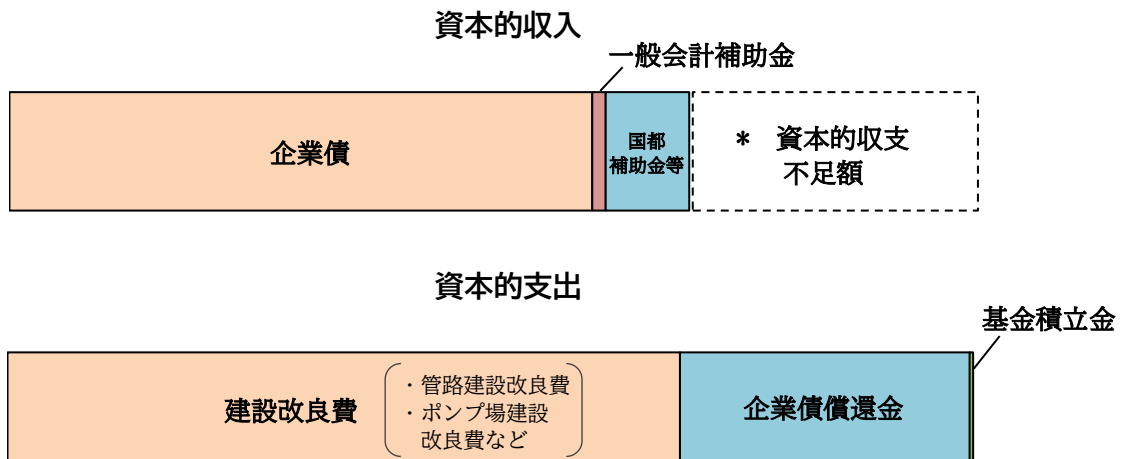 資本的収入
一般会計補助金
企業債
国都
補助金等
* 資本的収支
不足額
資本的支出
基金積立金
建設改良費
・管路建設改良費
・ポンプ場建設
改良費など
企業債償還金